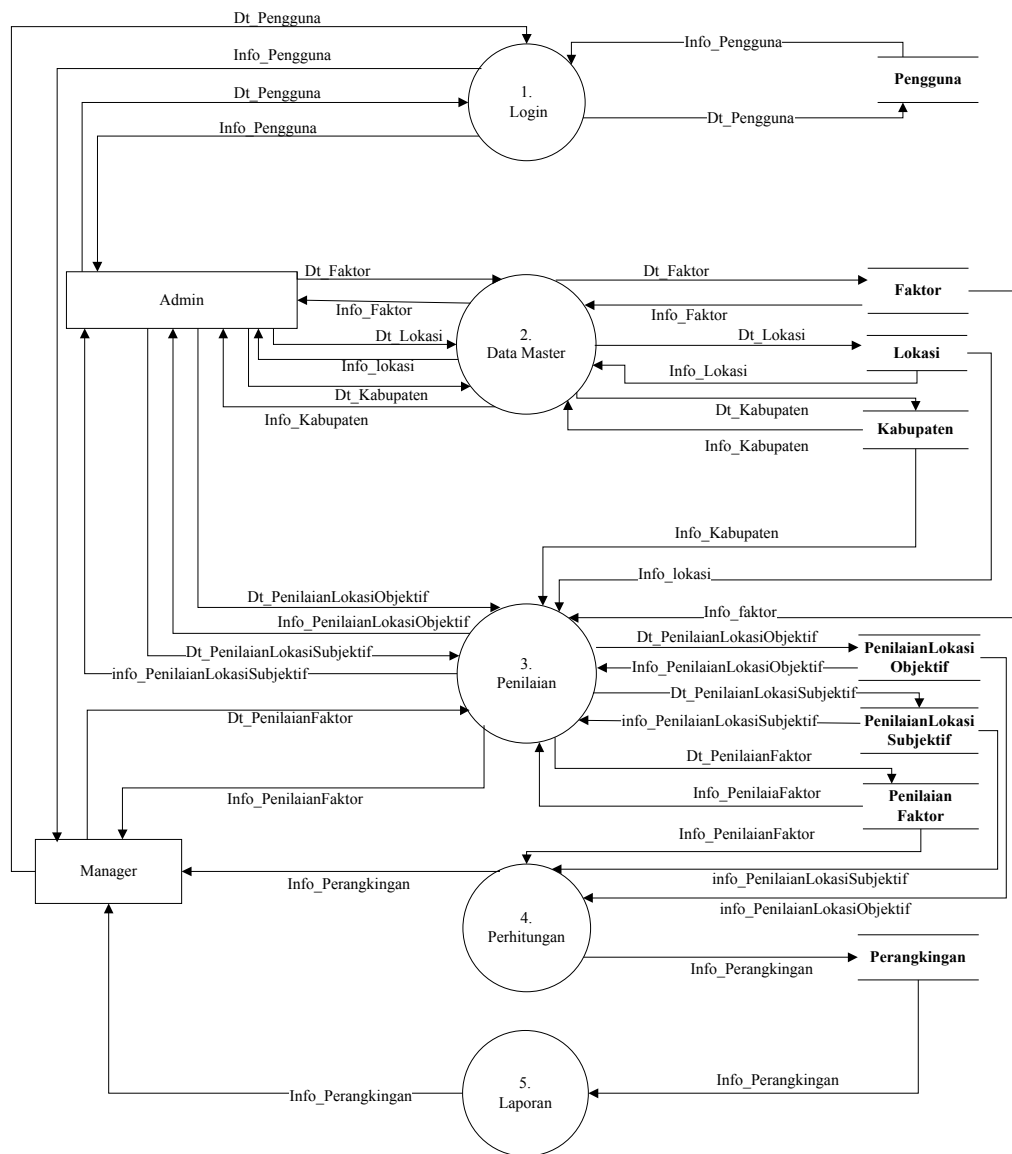 Dt_Pengguna
Info_Pengguna
Info_Pengguna
1.
Login
Pengguna
Dt_Pengguna
Dt_Pengguna
Info_Pengguna
Admin
Dt_Faktor
Info_Faktor
Dt_Lokasi
Info_lokasi
Dt_Kabupaten
Info_Kabupaten
2.
Data Master
Dt_Faktor
Info_Faktor
Dt_Lokasi
Info_Lokasi
Dt_Kabupaten
Info_Kabupaten
Faktor
Lokasi
Kabupaten
Info_Kabupaten
Info_lokasi
Info_faktor
Dt_PenilaianLokasiObjektif
Info_PenilaianLokasiObjektif
Dt_PenilaianLokasiSubjektif
info_PenilaianLokasiSubjektif
Dt_PenilaianFaktor
Info_PenilaianFaktor
3.
Penilaian
Dt_PenilaianLokasiObjektif
Info_PenilaianLokasiObjektif
Dt_PenilaianLokasiSubjektif
info_PenilaianLokasiSubjektif
Dt_PenilaianFaktor
Info_PenilaiaFaktor
PenilaianLokasi
Objektif
PenilaianLokasi
Subjektif
Penilaian
Faktor
Info_PenilaianFaktor
info_PenilaianLokasiSubjektif
info_PenilaianLokasiObjektif
Manager
Info_Perangkingan
4.
Perhitungan
Info_Perangkingan
Perangkingan
Info_Perangkingan
5.
Laporan
Info_Perangkingan